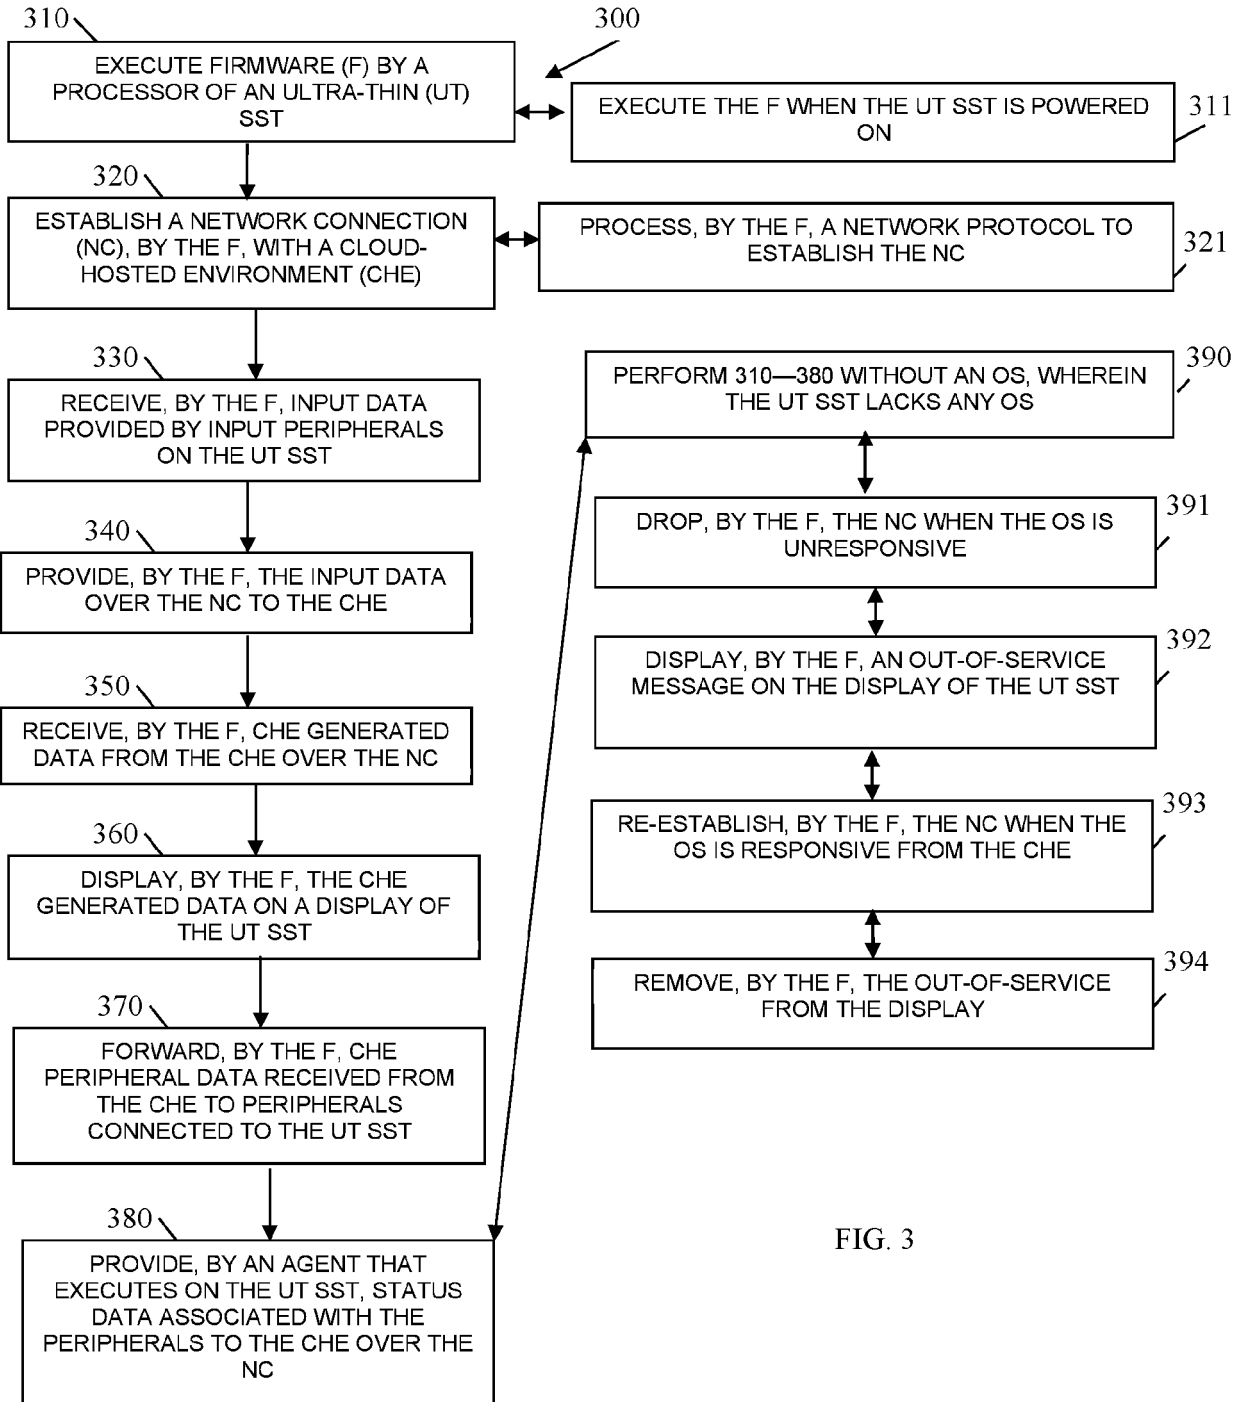 310
300
EXECUTE FIRMWARE (F) BY A
PROCESSOR OF AN ULTRA-THIN (UT)
SST
EXECUTE THE F WHEN THE UT SST IS POWERED
ON
311
320
ESTABLISH A NETWORK CONNECTION
(NC), BY THE F, WITH A CLOUD-
HOSTED ENVIRONMENT (CHE)
PROCESS, BY THE F, A NETWORK PROTOCOL TO
ESTABLISH THE NC
321
330
RECEIVE, BY THE F, INPUT DATA
PROVIDED BY INPUT PERIPHERALS
ON THE UT SST
340
PROVIDE, BY THE F, THE INPUT DATA
OVER THE NC TO THE CHE
350
RECEIVE, BY THE F, CHE GENERATED
DATA FROM THE CHE OVER THE NC
360
DISPLAY, BY THE F, THE CHE
GENERATED DATA ON A DISPLAY OF
THE UT SST
370
FORWARD, BY THE F, CHE
PERIPHERAL DATA RECEIVED FROM
THE CHE TO PERIPHERALS
CONNECTED TO THE UT SST
380
PROVIDE, BY AN AGENT THAT
EXECUTES ON THE UT SST, STATUS
DATA ASSOCIATED WITH THE
PERIPHERALS TO THE CHE OVER THE
NC
390
PERFORM 310—380 WITHOUT AN OS, WHEREIN
THE UT SST LACKS ANY OS
391
DROP, BY THE F, THE NC WHEN THE OS IS
UNRESPONSIVE
392
DISPLAY, BY THE F, AN OUT-OF-SERVICE
MESSAGE ON THE DISPLAY OF THE UT SST
393
RE-ESTABLISH, BY THE F, THE NC WHEN THE
OS IS RESPONSIVE FROM THE CHE
394
REMOVE, BY THE F, THE OUT-OF-SERVICE
FROM THE DISPLAY
FIG. 3